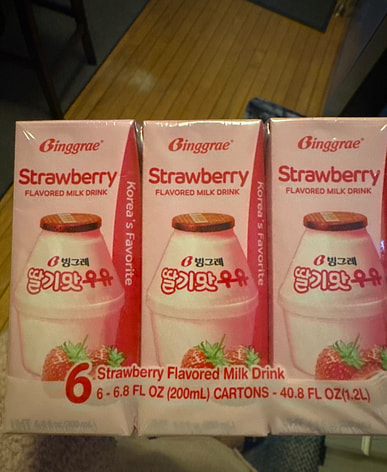 Binggrae®
Strawberry
FLAVORED MILK DRINK
Korea's Favorite
빙그레
딸기맛우유
Binggrae®
Strawberry
FLAVORED MILK DRINK
Korea's Favorite
빙그레
딸기맛우유
Binggrae®
Strawberry
FLAVORED MILK DRINK
빙그레
딸기맛우유
6 Strawberry Flavored Milk Drink
6 - 6.8 FL OZ (200mL) CARTONS - 40.8 FL OZ(1.2L)